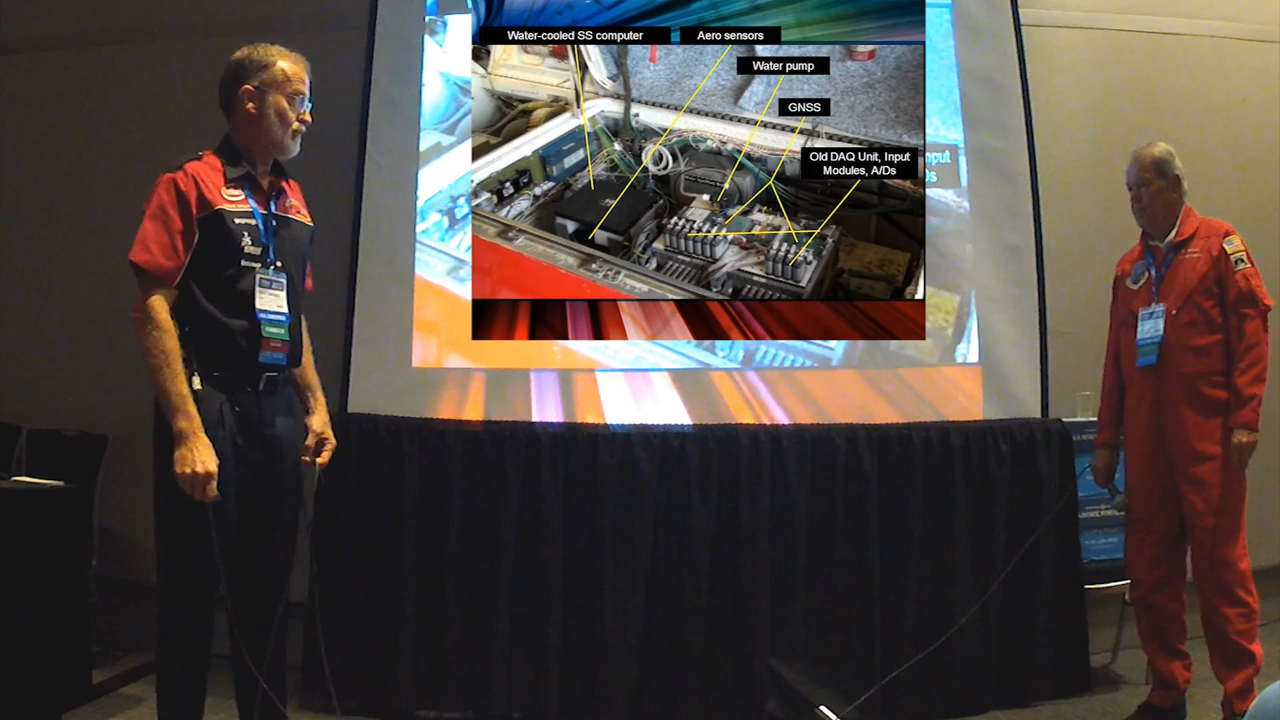 Water-cooled SS computer
Aero sensors
Water pump
GNSS
Old DAQ Unit, Input
Modules, A/Ds